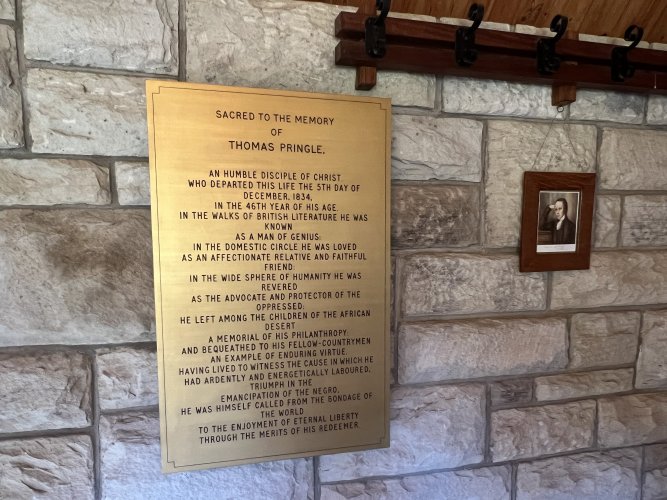 SACRED TO THE MEMORY
OF
THOMAS PRINGLE,
AN HUMBLE DISCIPLE OF CHRIST
WHO DEPARTED THIS LIFE THE 5TH DAY OF
DECEMBER, 1834,
IN THE 46TH YEAR OF HIS AGE.
IN THE WALKS OF BRITISH LITERATURE HE WAS
KNOWN
AS A MAN OF GENIUS:
IN THE DOMESTIC CIRCLE HE WAS LOVED
AS AN AFFECTIONATE RELATIVE AND FAITHFUL
FRIEND:
IN THE WIDE SPHERE OF HUMANITY HE WAS
REVERED
AS THE ADVOCATE AND PROTECTOR OF THE
OPPRESSED:
HE LEFT AMONG THE CHILDREN OF THE AFRICAN
DESERT
A MEMORIAL OF HIS PHILANTHROPY:
AND BEQUEATHED TO HIS FELLOW-COUNTRYMEN
AN EXAMPLE OF ENDURING VIRTUE.
HAVING LIVED TO WITNESS THE CAUSE IN WHICH HE
HAD ARDENTLY AND ENERGETICALLY LABOURED,
TRIUMPH IN THE
EMANCIPATION OF THE NEGRO,
HE WAS HIMSELF CALLED FROM THE BONDAGE OF
THE WORLD
TO THE ENJOYMENT OF ETERNAL LIBERTY
THROUGH THE MERITS OF HIS REDEEMER